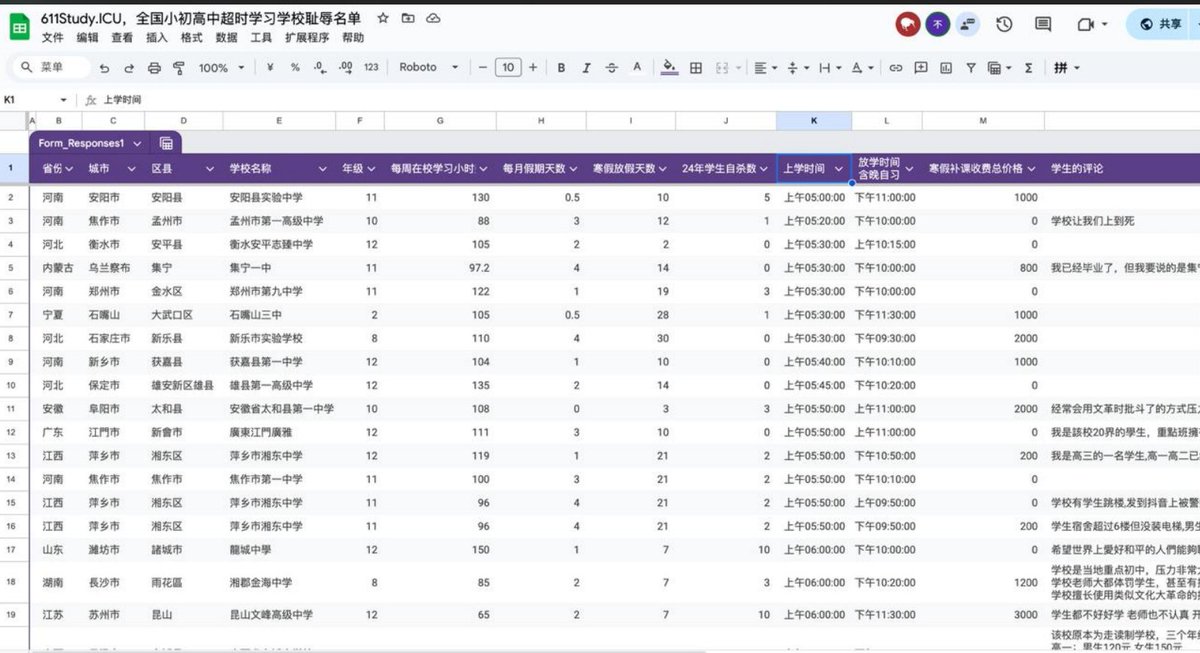 611Study.ICU，全国小初高中超时学习学校耻辱名单
文件 编辑 查看 插入 格式 数据 工具 扩展程序 帮助
不
共享
菜单 100% ¥ % .0 .00 123 Roboto 10 B I S A Σ 拼
K1 fx 上学时间
A B C D E F G H I J K L M
Form_Responses1
1 省份 城市 区县 学校名称 年级 每周在校学习小时 每月假期天数 寒假放假天数 24年学生自杀数 上学时间 放学时间 含晚自习 寒假补课收费总价格 学生的评论
2 河南 安阳市 安阳县 安阳县实验中学 11 130 0.5 10 5 上午05:00:00 下午11:00:00 1000
3 河南 焦作市 孟州市 孟州市第一高级中学 10 88 3 12 1 上午05:20:00 下午10:00:00 0 学校让我们上到死
4 河北 衡水市 安平县 衡水安平志臻中学 12 105 2 2 0 上午05:30:00 上午10:15:00 0
5 内蒙古 乌兰察布 集宁 集宁一中 11 97.2 4 14 0 上午05:30:00 下午10:00:00 800 我已经毕业了，但我要说的是集
6 河南 郑州市 金水区 郑州市第九中学 11 122 1 19 3 上午05:30:00 下午10:00:00 0
7 宁夏 石嘴山 大武口区 石嘴山三中 2 105 0.5 28 1 上午05:30:00 下午11:30:00 1000
8 河北 石家庄市 新乐县 新乐市实验学校 8 110 4 30 0 上午05:30:00 下午09:30:00 2000
9 河南 新乡市 获嘉县 获嘉县第一中学 12 104 1 10 0 上午05:40:00 下午10:10:00 1000
10 河北 保定市 雄安新区雄县 雄县第一高级中学 12 135 2 14 0 上午05:45:00 下午10:20:00 0
11 安徽 阜阳市 太和县 安徽省太和县第一中学 10 108 0 3 3 上午05:50:00 上午11:00:00 2000 经常会用文革时批斗了的方式压
12 广东 江門市 新會市 廣東江門廣雅 12 111 3 10 0 上午05:50:00 上午11:00:00 0 我是該校20界的學生，重點班擁
13 江西 萍乡市 湘东区 萍乡市湘东中学 12 119 1 21 2 上午05:50:00 下午10:50:00 200 我是高三的一名学生,高一高二已
14 河南 焦作市 焦作市 焦作市第一中学 11 100 3 21 2 上午05:50:00 下午10:10:00 0
15 江西 萍乡市 湘东区 萍乡市湘东中学 11 96 4 21 2 上午05:50:00 上午09:50:00 0 学校有学生跳楼,发到抖音上被警
16 江西 萍乡市 湘东区 萍乡市湘东中学 11 96 4 21 2 上午05:50:00 下午09:50:00 200 学生宿舍超过6楼但没装电梯,男生
17 山东 濰坊市 諸城市 龍城中學 12 150 1 7 10 上午06:00:00 下午10:00:00 0 希望世界上愛好和平的人們能夠
18 湖南 長沙市 雨花區 湘郡金海中学 8 85 2 7 3 上午06:00:00 下午10:20:00 1200 学校是当地重点初中，压力非常
学校老师大都体罚学生，甚至有
学校擅长使用类似文化大革命的
19 江苏 苏州市 昆山 昆山文峰高级中学 12 65 2 7 10 上午06:00:00 下午11:30:00 3000 学生都不好好学 老师也不认真 开
该校原本为走读制学校，三个年
高一：男生120元 女生150元